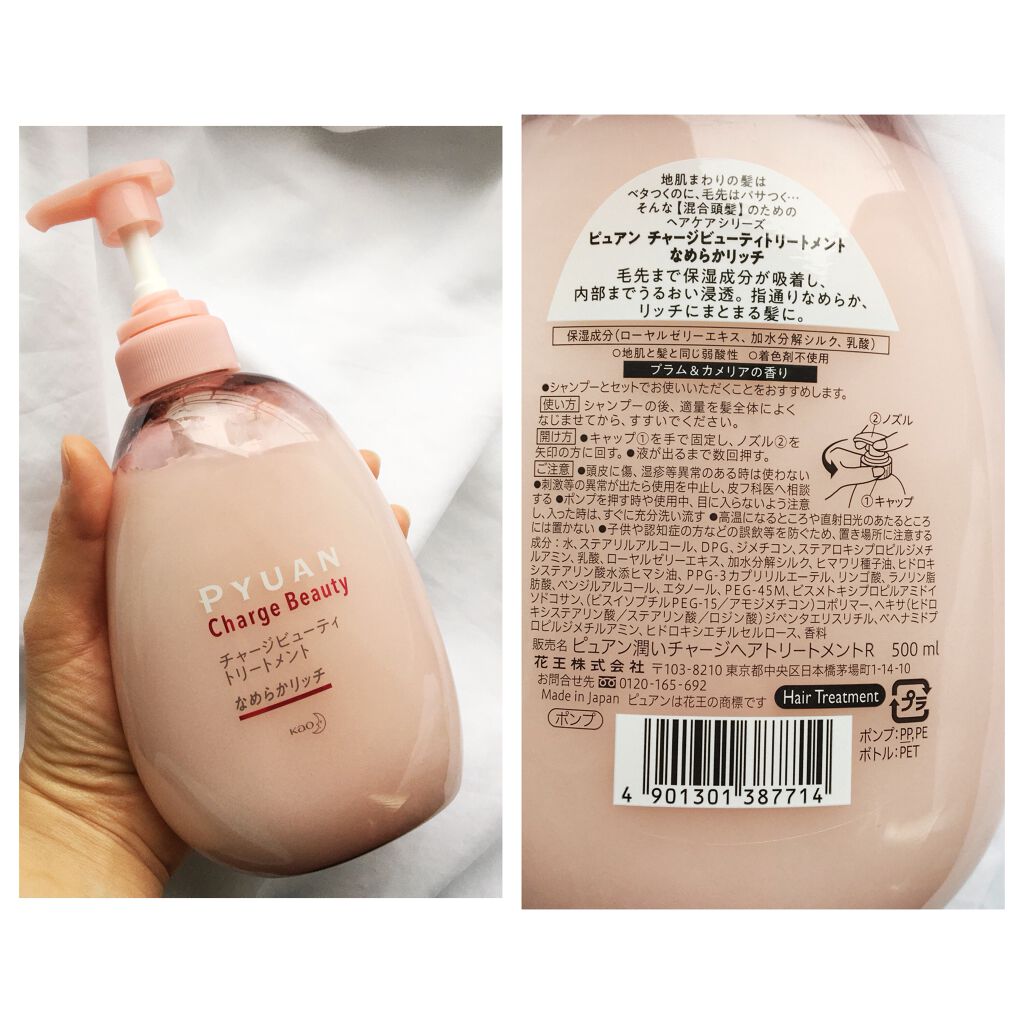 PYUAN
Charge Beauty
チャージビューティ
トリートメント
なめらかリッチ
Kao
地肌まわりの髪は
ベタつくのに、毛先はパサつく…
そんな【混合頭髪】のための
ヘアケアシリーズ
ピュアン チャージビューティトリートメント
なめらかリッチ
毛先まで保湿成分が吸着し、
内部までうるおい浸透。指通りなめらか、
リッチにまとまる髪に。
保湿成分(ローヤルゼリーエキス、加水分解シルク、乳酸)
○地肌と髪と同じ弱酸性 ○着色剤不使用
プラム&カメリアの香り
●シャンプーとセットでお使いいただくことをおすすめします。
使い方 シャンプーの後、適量を髪全体によく
なじませてから、すすいでください。
開け方 ●キャップ①を手で固定し、ノズル②を
矢印の方に回す。●液が出るまで数回押す。
②ノズル
①キャップ
ご注意 ●頭皮に傷、湿疹等異常のある時は使わない
●刺激等の異常が出たら使用を中止し、皮フ科医へ相談
する ●ポンプを押す時や使用中、目に入らないよう注意
し、入った時は、すぐに充分洗い流す ●高温になるところや直射日光のあたるところ
には置かない ●子供や認知症の方などの誤飲等を防ぐため、置き場所に注意する
成分：水、ステアリルアルコール、DPG、ジメチコン、ステアロキシプロピルジメチ
ルアミン、乳酸、ローヤルゼリーエキス、加水分解シルク、ヒマワリ種子油、ヒドロキ
システアリン酸水添ヒマシ油、PPG-3カプリリルエーテル、リンゴ酸、ラノリン脂
肪酸、ベンジルアルコール、エタノール、PEG-45M、ビスメトキシプロピルアミドイ
ソドコサン、(ビスイソブチルPEG-15/アモジメチコン)コポリマー、ヘキサ(ヒドロ
キシステアリン酸/ステアリン酸/ロジン酸)ジペンタエリスリチル、ベヘナミドプ
ロピルジメチルアミン、ヒドロキシエチルセルロース、香料
販売名 ピュアン潤いチャージヘアトリートメントR 500 ml
花王株式会社 〒103-8210 東京都中央区日本橋茅場町1-14-10
お問合せ先 0120-165-692
Made in Japan ピュアンは花王の商標です Hair Treatment
プラ
ポンプ
ポンプ:PP,PE
ボトル:PET
4 901301 387714